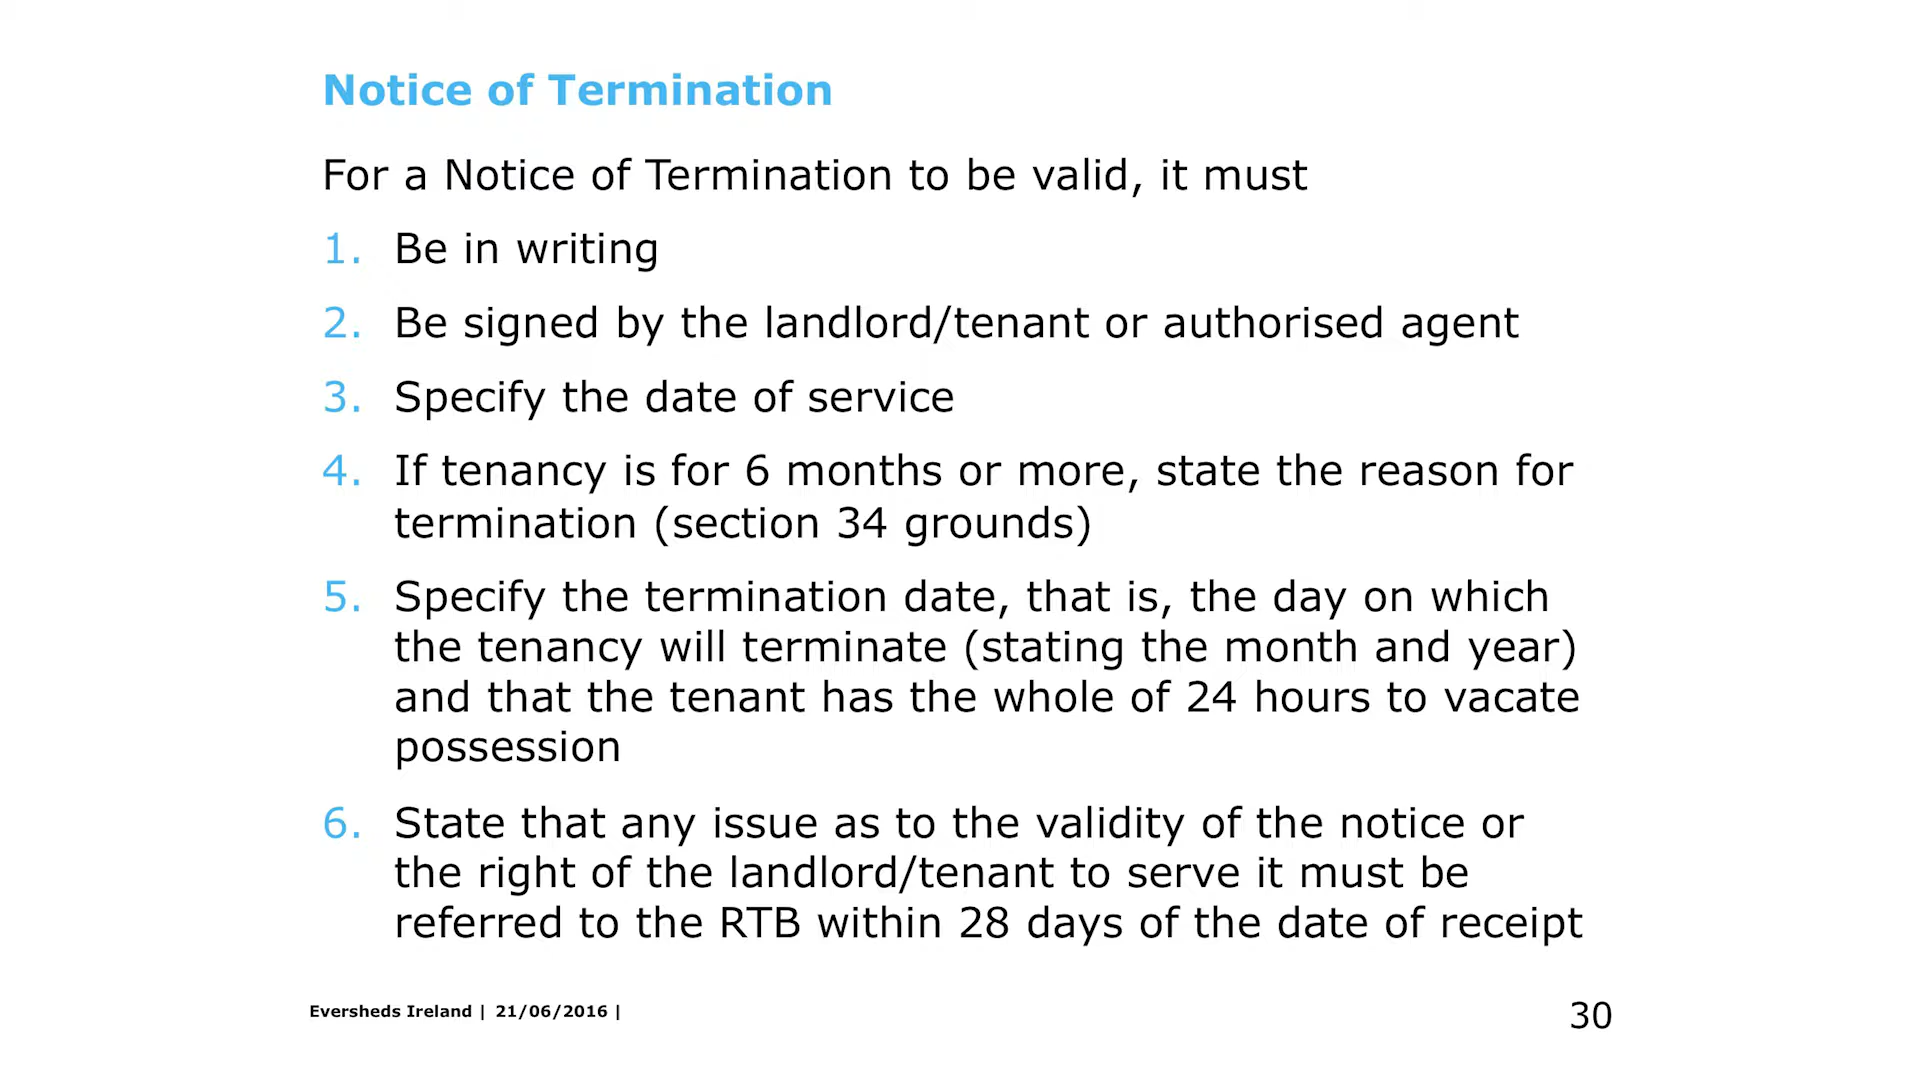 Notice of Termination
For a Notice of Termination to be valid, it must
1. Be in writing
2. Be signed by the landlord/tenant or authorised agent
3. Specify the date of service
4. If tenancy is for 6 months or more, state the reason for
termination (section 34 grounds)
5. Specify the termination date, that is, the day on which
the tenancy will terminate (stating the month and year)
and that the tenant has the whole of 24 hours to vacate
possession
6. State that any issue as to the validity of the notice or
the right of the landlord/tenant to serve it must be
referred to the RTB within 28 days of the date of receipt
Eversheds Ireland | 21/06/2016 |
30